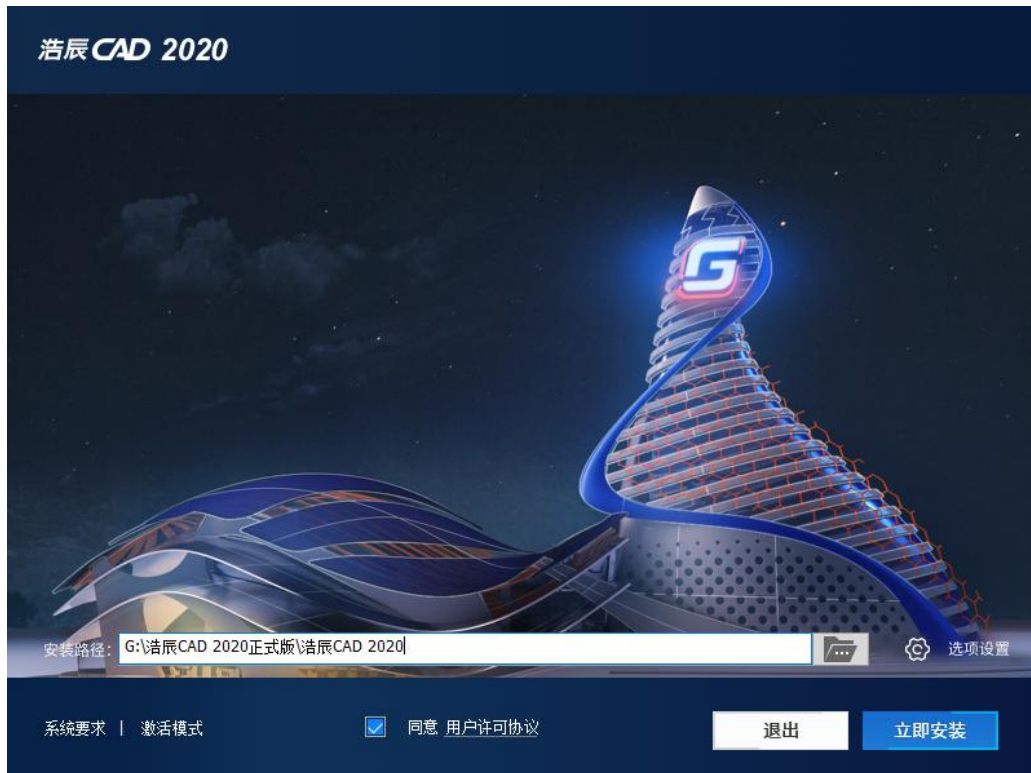 浩辰CAD 2020
G
安装路径： G:\浩辰CAD 2020正式版\浩辰CAD 2020
选项设置
系统要求 | 激活模式
同意 用户许可协议
退出
立即安装